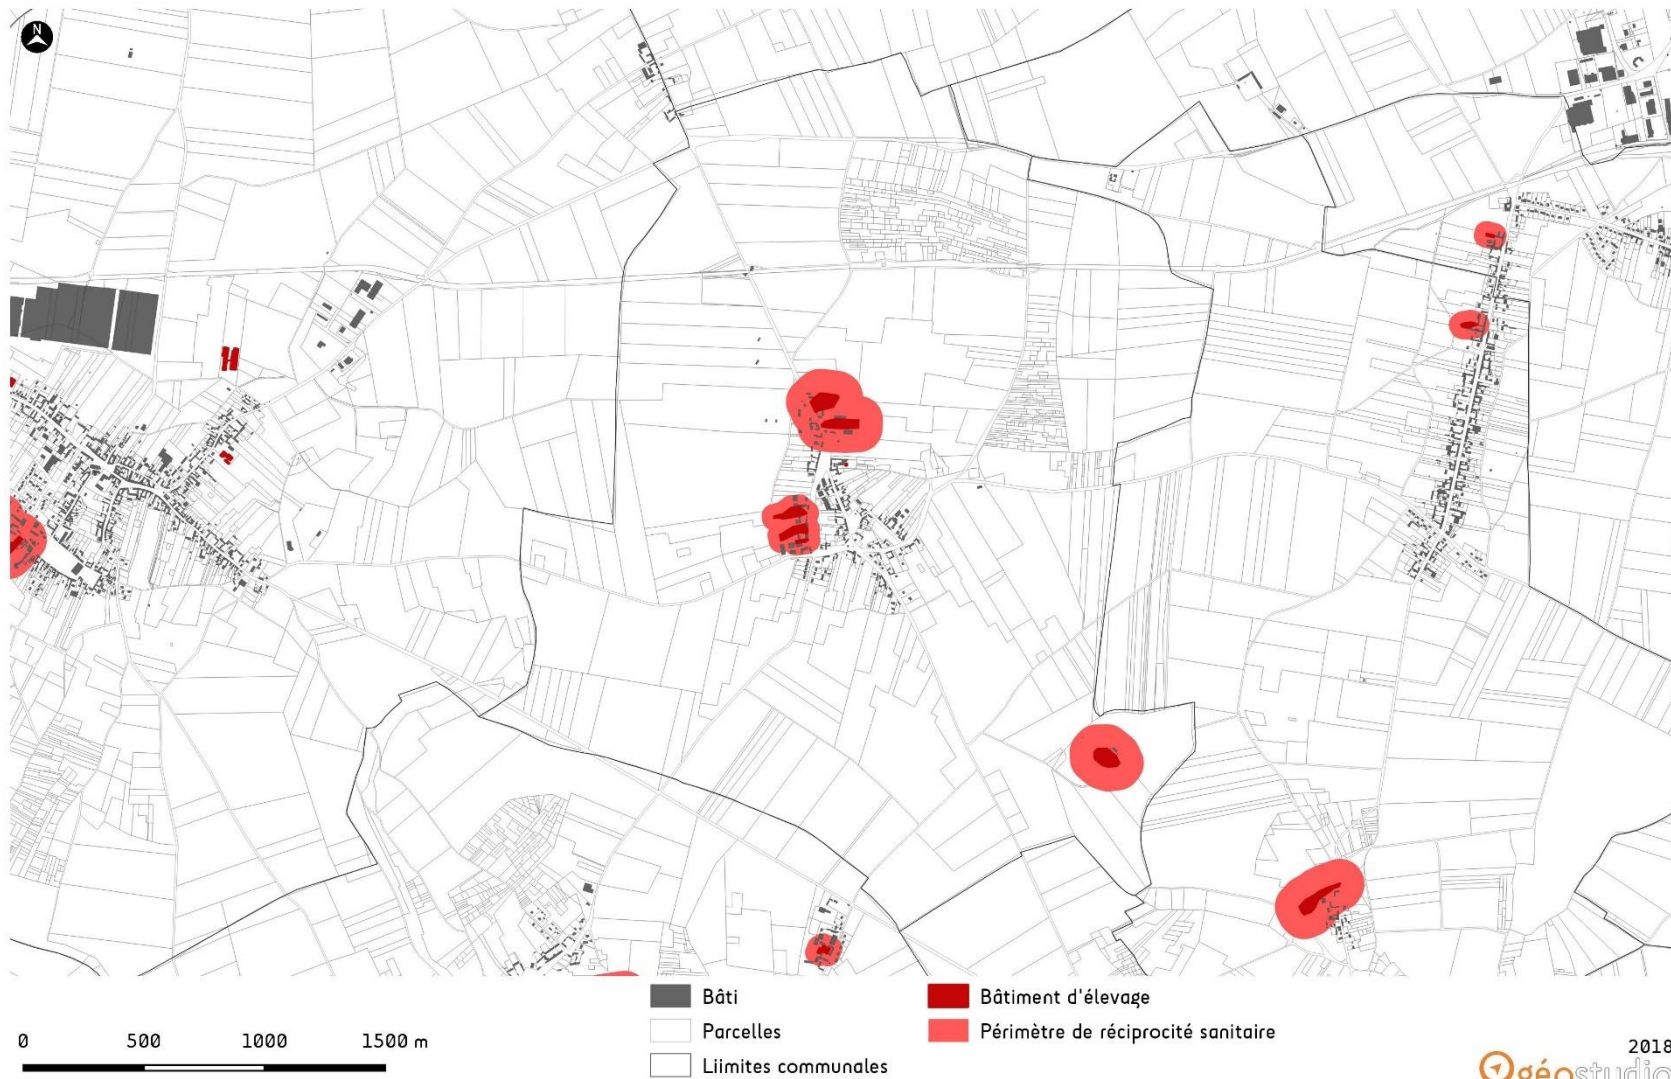 N
Bâti
Bâtiment d'élevage
Parcelles
Périmètre de réciprocité sanitaire
Liimites communales
0 500 1000 1500 m
2018
géostudio